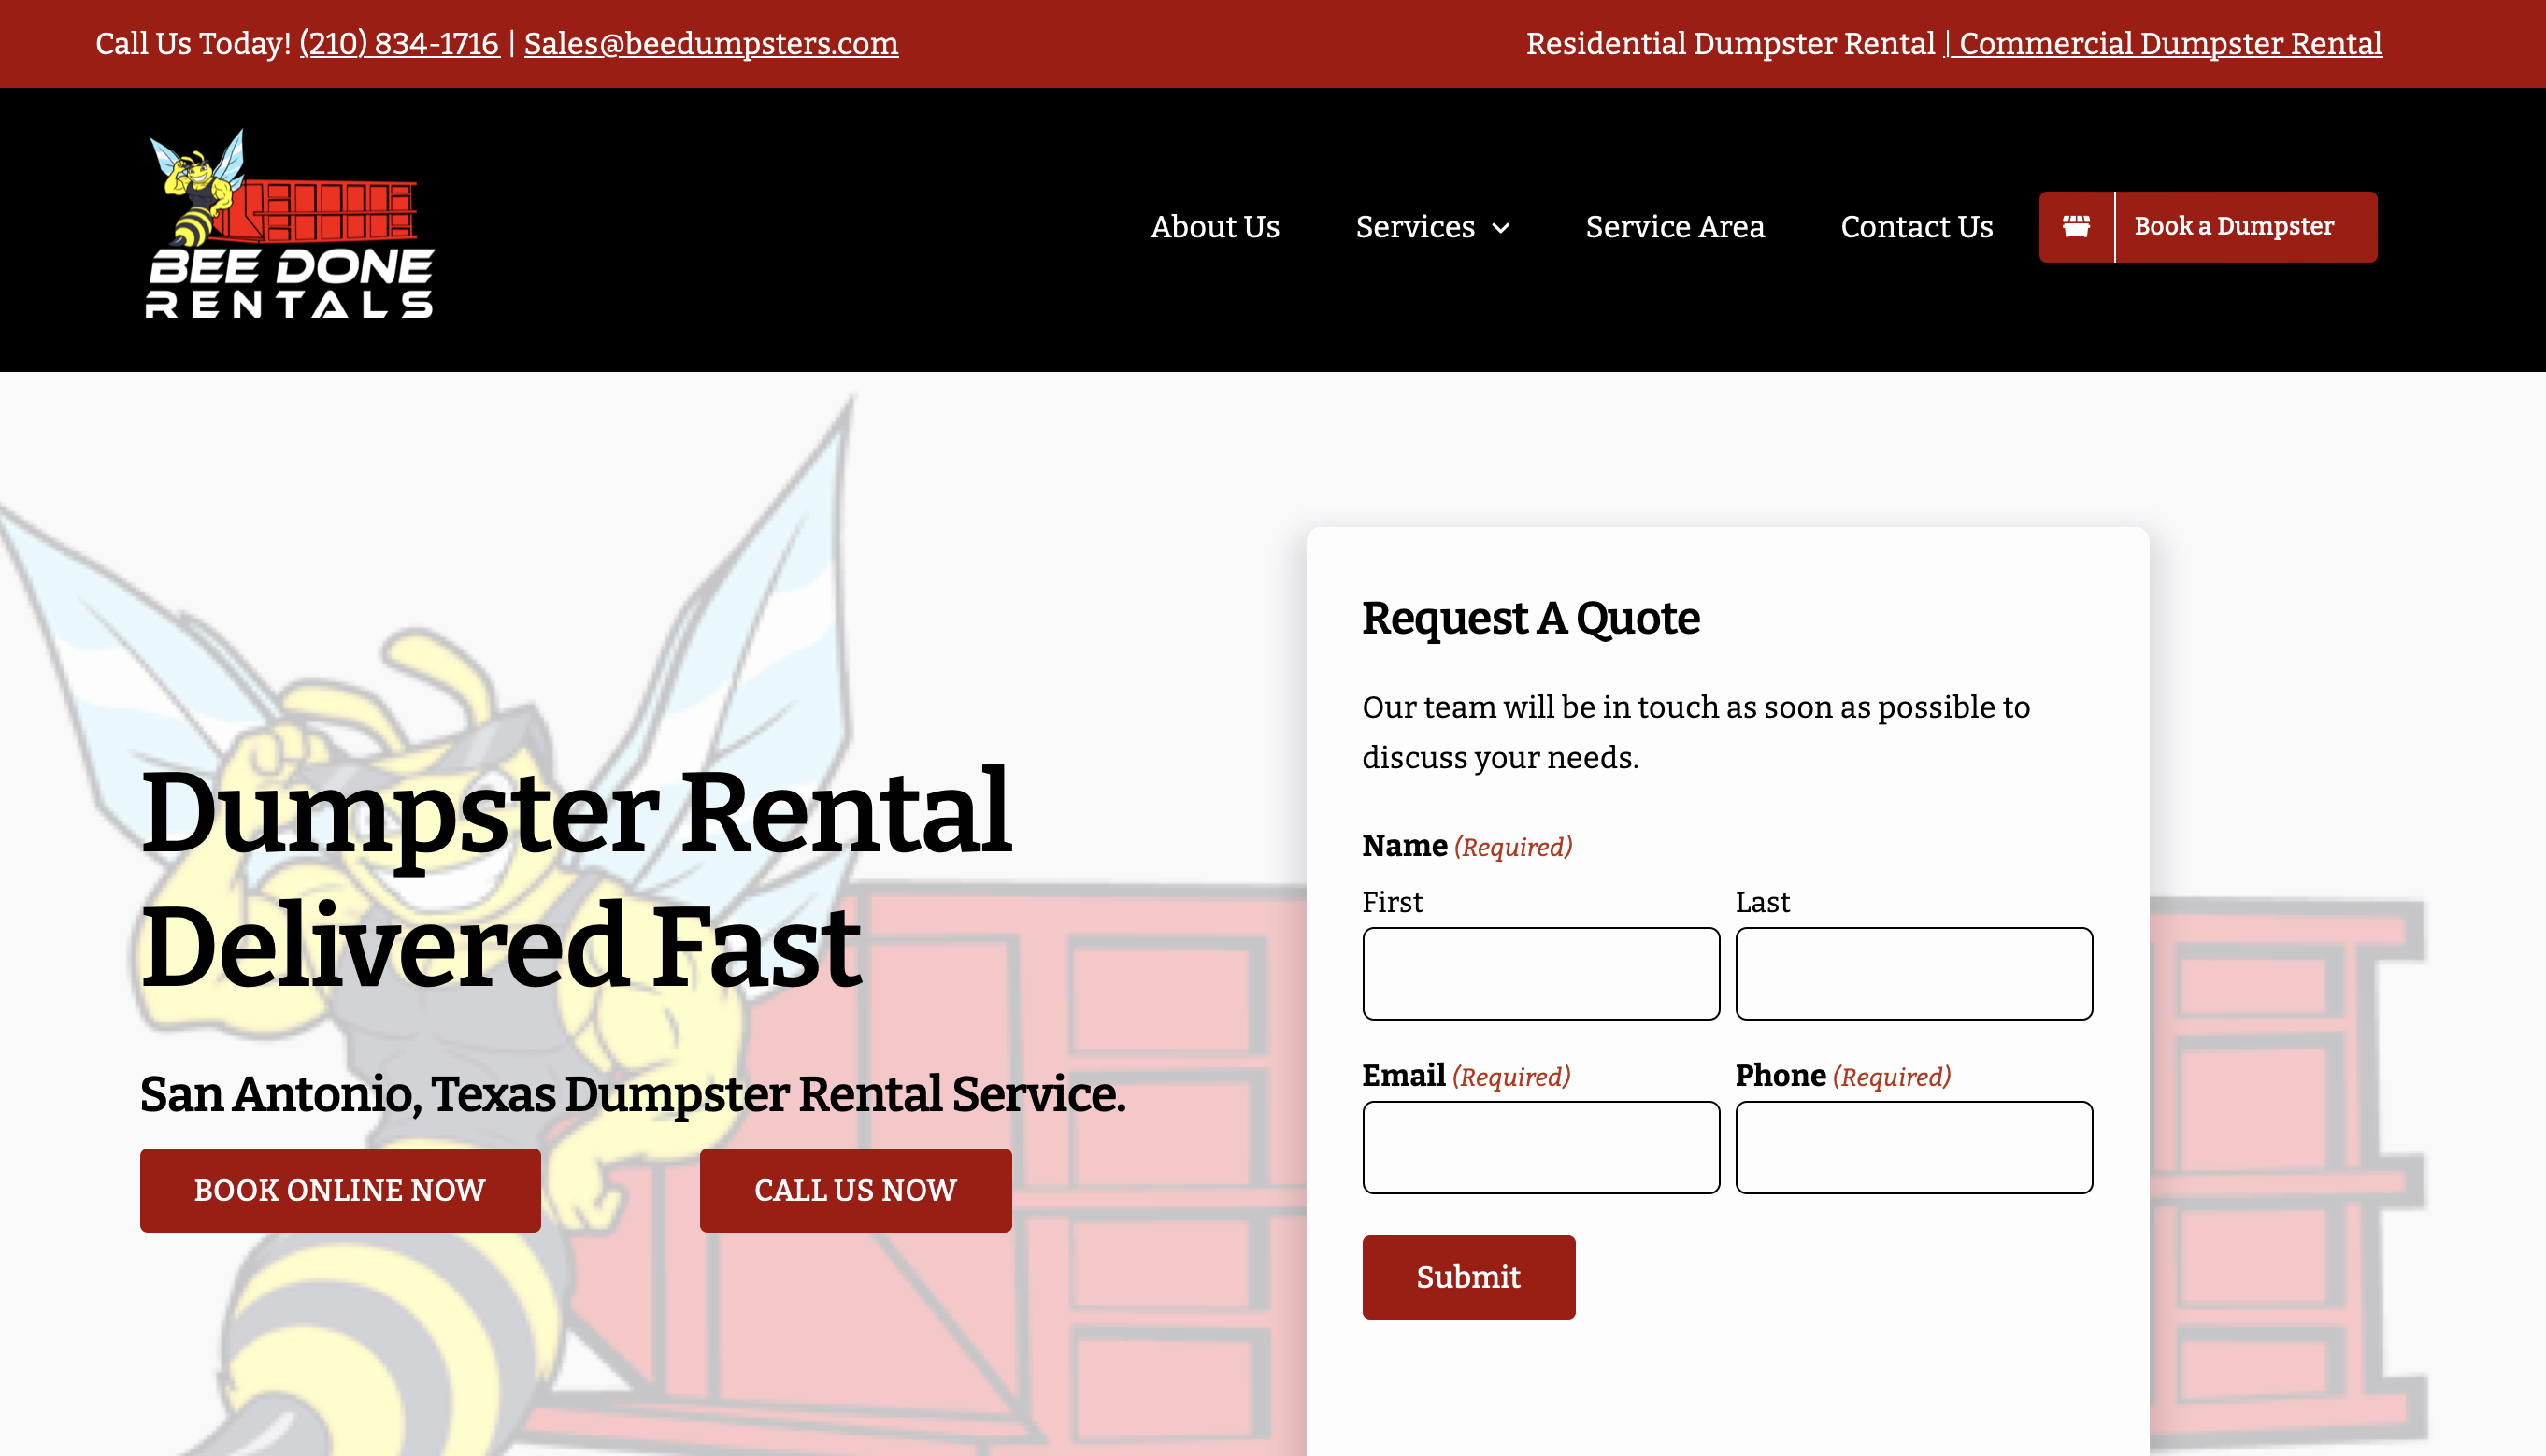 Call Us Today! (210) 834-1716 | Sales@beedumpsters.com
Residential Dumpster Rental | Commercial Dumpster Rental
BEE DONE
RENTALS
About Us
Services
Service Area
Contact Us
Book a Dumpster
Dumpster Rental
Delivered Fast
San Antonio, Texas Dumpster Rental Service.
BOOK ONLINE NOW
CALL US NOW
Request A Quote
Our team will be in touch as soon as possible to
discuss your needs.
Name (Required)
First
Last
Email (Required)
Phone (Required)
Submit